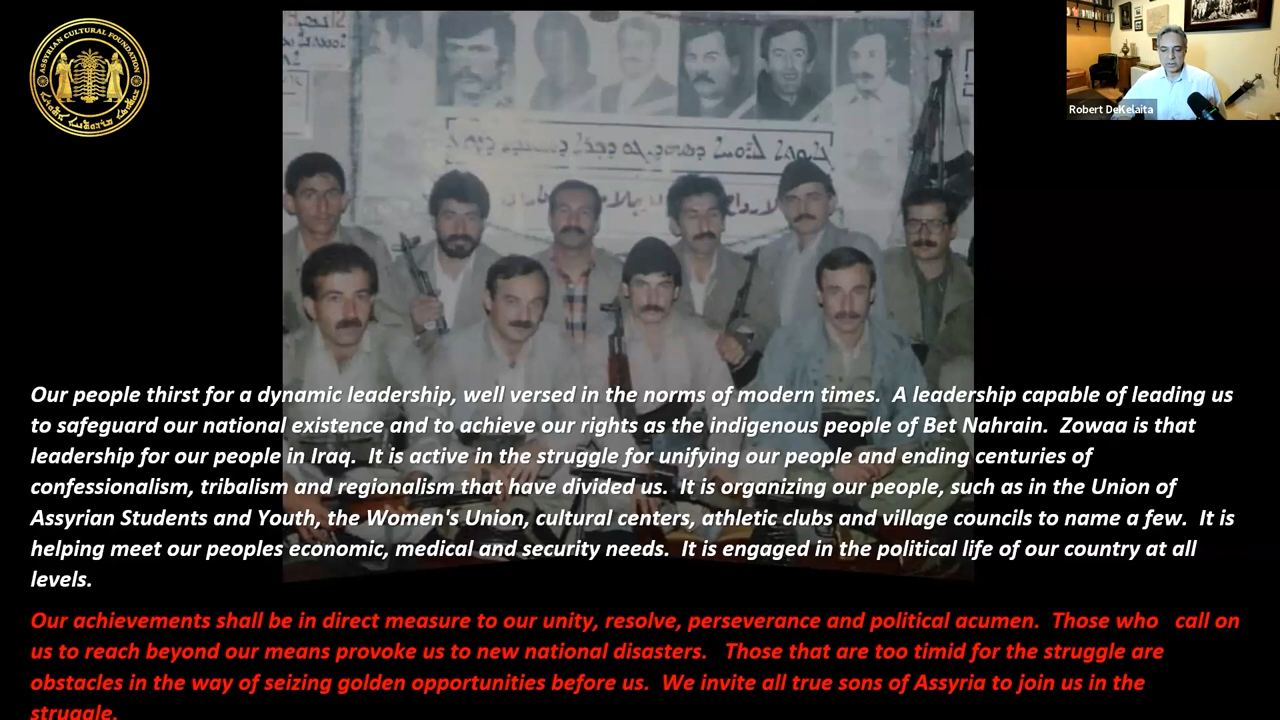 ASSYRIAN CULTURAL FOUNDATION
Robert DeKelaita
Our people thirst for a dynamic leadership, well versed in the norms of modern times.  A leadership capable of leading us
to safeguard our national existence and to achieve our rights as the indigenous people of Bet Nahrain.  Zowaa is that
leadership for our people in Iraq.  It is active in the struggle for unifying our people and ending centuries of
confessionalism, tribalism and regionalism that have divided us.  It is organizing our people, such as in the Union of
Assyrian Students and Youth, the Women's Union, cultural centers, athletic clubs and village councils to name a few.  It is
helping meet our peoples economic, medical and security needs.  It is engaged in the political life of our country at all
levels.
Our achievements shall be in direct measure to our unity, resolve, perseverance and political acumen.  Those who   call on
us to reach beyond our means provoke us to new national disasters.   Those that are too timid for the struggle are
obstacles in the way of seizing golden opportunities before us.  We invite all true sons of Assyria to join us in the
struggle.